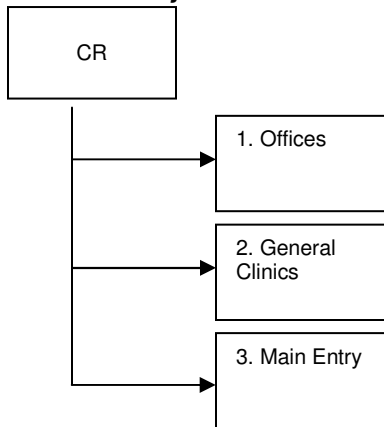 CR
1. Offices
2. General
Clinics
3. Main Entry